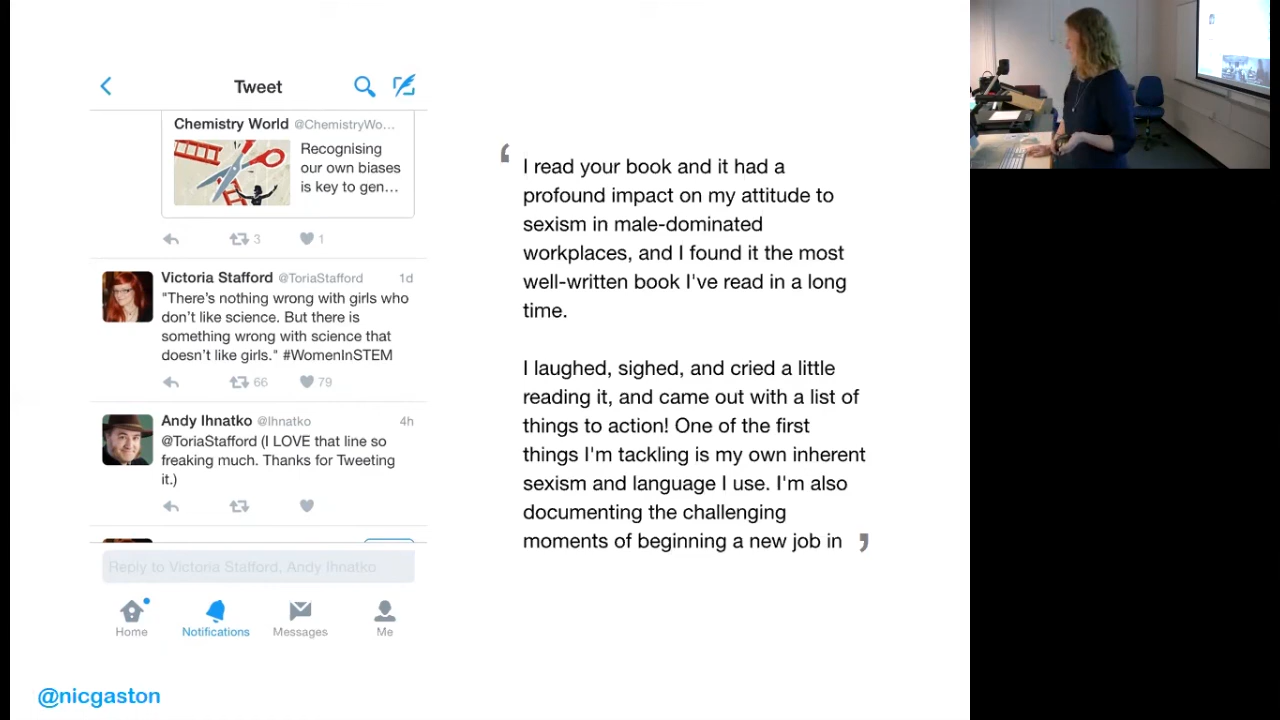 Tweet
Chemistry World @ChemistryWo...
Recognising
our own biases
is key to gen...
3
1
Victoria Stafford @ToriaStafford 1d
"There's nothing wrong with girls who
don't like science. But there is
something wrong with science that
doesn't like girls." #WomenInSTEM
66
79
Andy Ihnatko @Ihnatko 4h
@ToriaStafford (I LOVE that line so
freaking much. Thanks for Tweeting
it.)
Reply to Victoria Stafford, Andy Ihnatko
Home
Notifications
Messages
Me
‘ I read your book and it had a
profound impact on my attitude to
sexism in male-dominated
workplaces, and I found it the most
well-written book I've read in a long
time.
I laughed, sighed, and cried a little
reading it, and came out with a list of
things to action! One of the first
things I'm tackling is my own inherent
sexism and language I use. I'm also
documenting the challenging
moments of beginning a new job in ’
@nicgaston